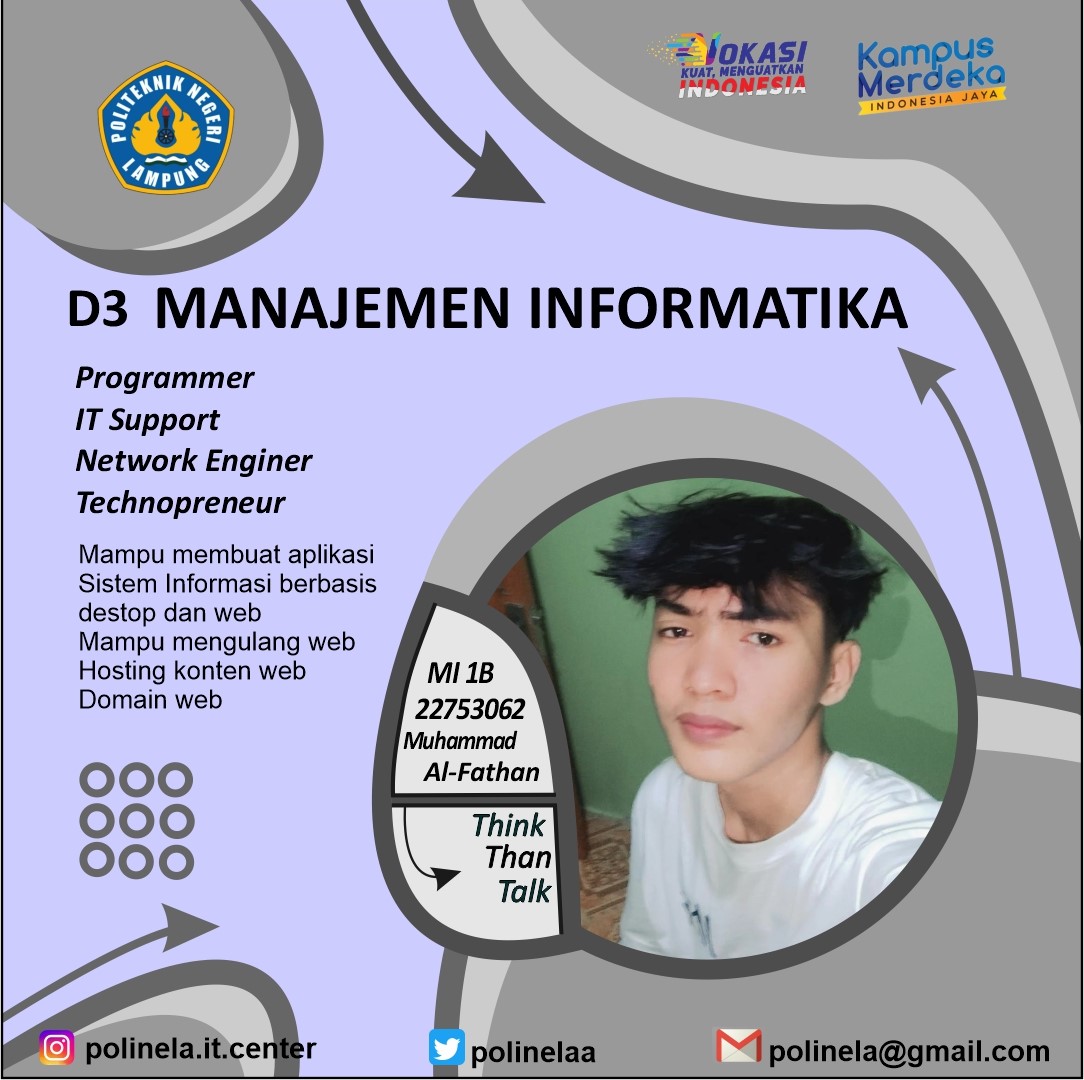 POLITEKNIK NEGERI
LAMPUNG
VOKASI
KUAT, MENGUATKAN
INDONESIA
Kampus
Merdeka
INDONESIA JAYA
D3 MANAJEMEN INFORMATIKA
Programmer
IT Support
Network Enginer
Technopreneur
Mampu membuat aplikasi
Sistem Informasi berbasis
destop dan web
Mampu mengulang web
Hosting konten web
Domain web
MI 1B
22753062
Muhammad
Al-Fathan
Think
Than
Talk
polinela.it.center
polinelaa
polinela@gmail.com